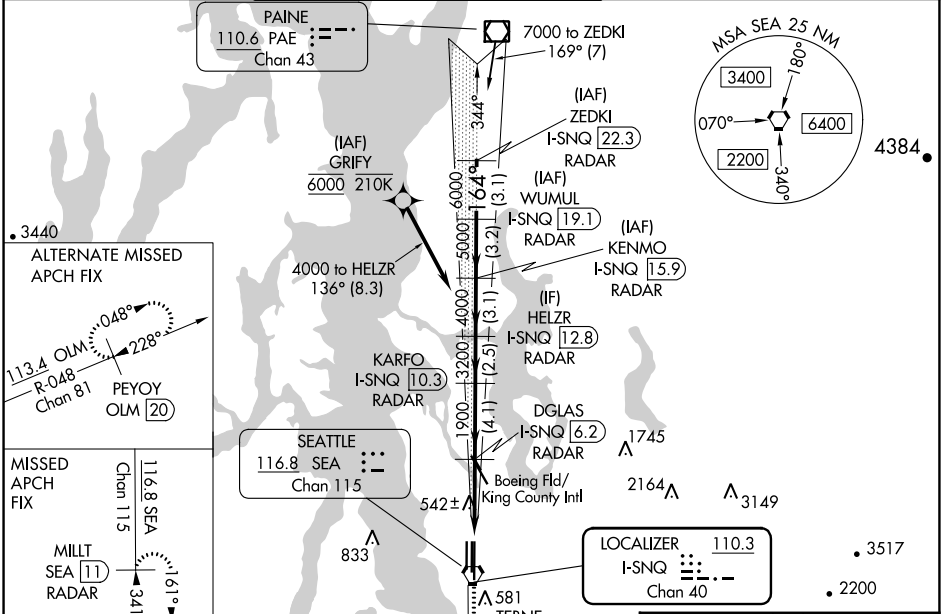 PAINE
110.6 PAE
Chan 43
7000 to ZEDKI
169° (7)
MSA SEA 25 NM
3400
180°
070°
6400
2200
340°
4384
344°
(IAF)
ZEDKI
I-SNQ 22.3
RADAR
6000
164°
(3.1)
(IAF)
GRIFY
6000 210K
(IAF)
WUMUL
I-SNQ 19.1
RADAR
5000
(3.2)
(IAF)
KENMO
I-SNQ 15.9
RADAR
4000 to HELZR
136° (8.3)
4000
(3.1)
(IF)
HELZR
I-SNQ 12.8
RADAR
3200
(2.5)
KARFO
I-SNQ 10.3
RADAR
1900
(4.1)
DGLAS
I-SNQ 6.2
RADAR
3440
ALTERNATE MISSED
APCH FIX
048°
228°
113.4 OLM
R-048
Chan 81
PEYOY
OLM 20
SEATTLE
116.8 SEA
Chan 115
Boeing Fld/
King County Intl
1745
2164
3149
542±
833
MISSED
APCH
FIX
116.8 SEA
Chan 115
MILLT
SEA 11
RADAR
341
161°
LOCALIZER 110.3
I-SNQ
Chan 40
3517
2200
581